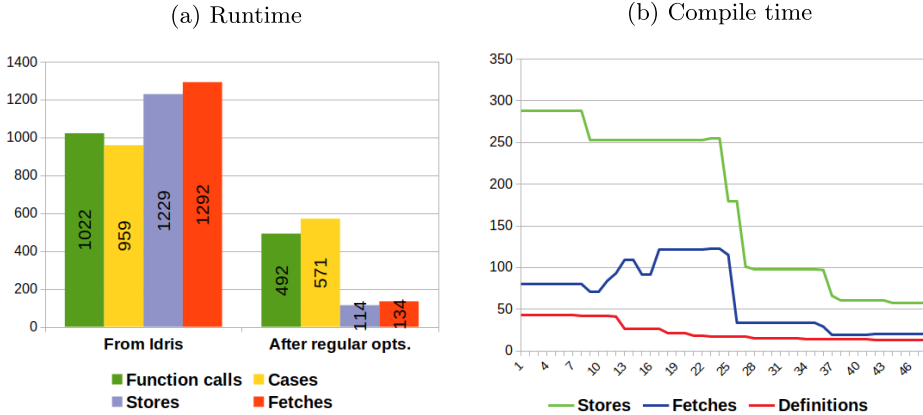 (a) Runtime
1400
1200
1000
800
600
400
200
0
1022
959
1229
1292
492
571
114
134
From Idris
After regular opts.
Function calls
Cases
Stores
Fetches
(b) Compile time
350
300
250
200
150
100
50
0
1 4 7 10 13 16 19 22 25 28 31 34 37 40 43 46
Stores Fetches Definitions